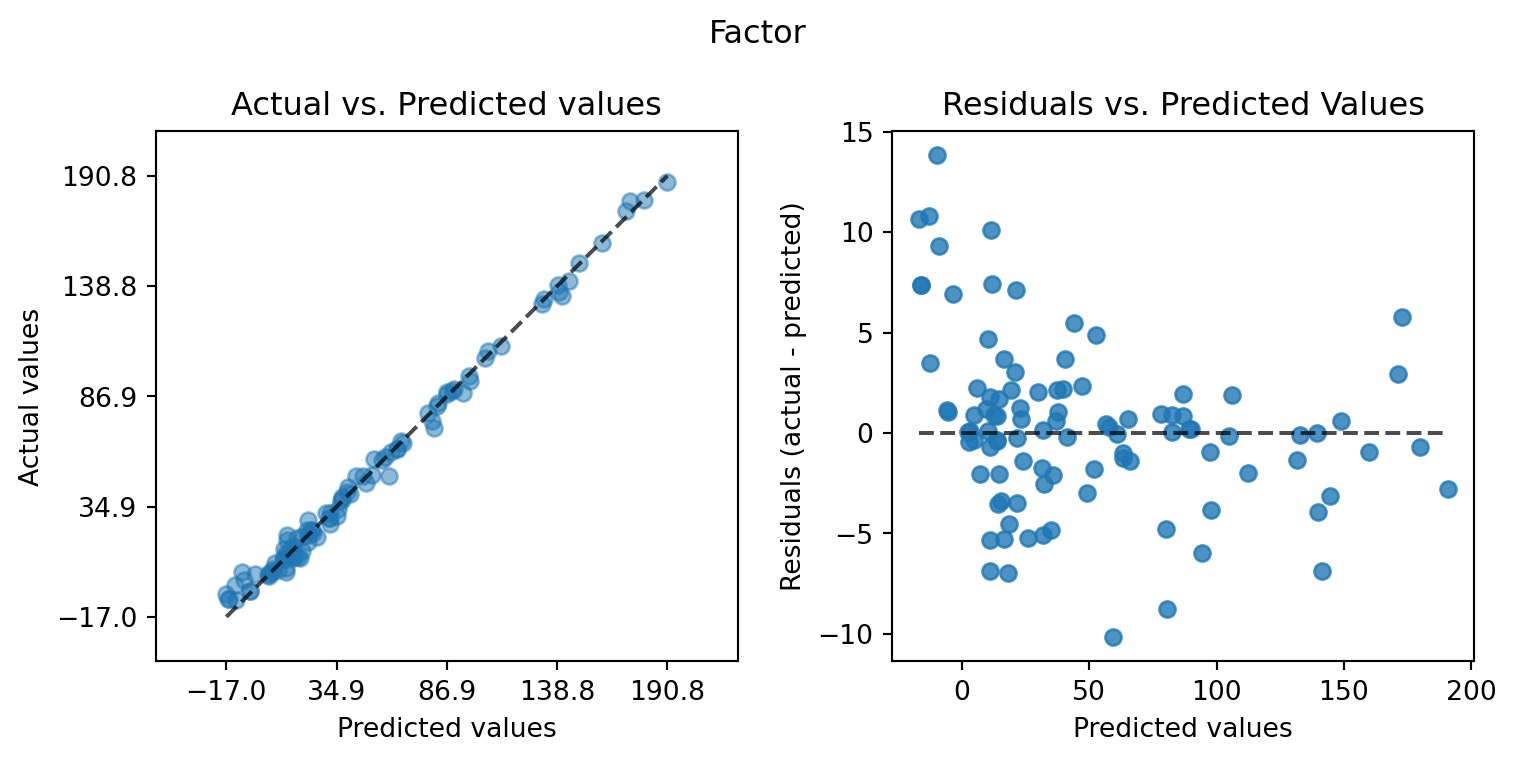 Factor
Actual vs. Predicted values
190.8
138.8
86.9
34.9
−17.0
Actual values
−17.0 34.9 86.9 138.8 190.8
Predicted values
Residuals vs. Predicted Values
15
10
5
0
−5
−10
Residuals (actual - predicted)
0 50 100 150 200
Predicted values